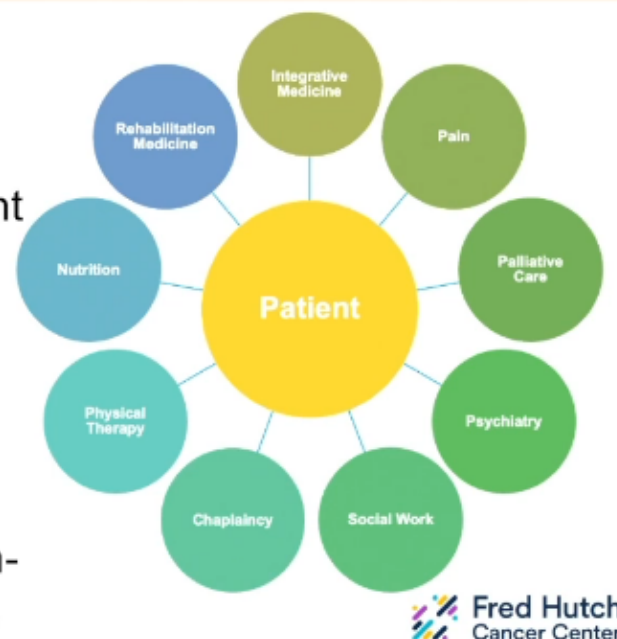 Integrative
Medicine
Rehabilitation
Medicine
Pain
nt
Nutrition
Palliative
Care
Patient
Physical
Therapy
Psychiatry
Chaplaincy
Social Work
-
Fred Hutch
Cancer Center